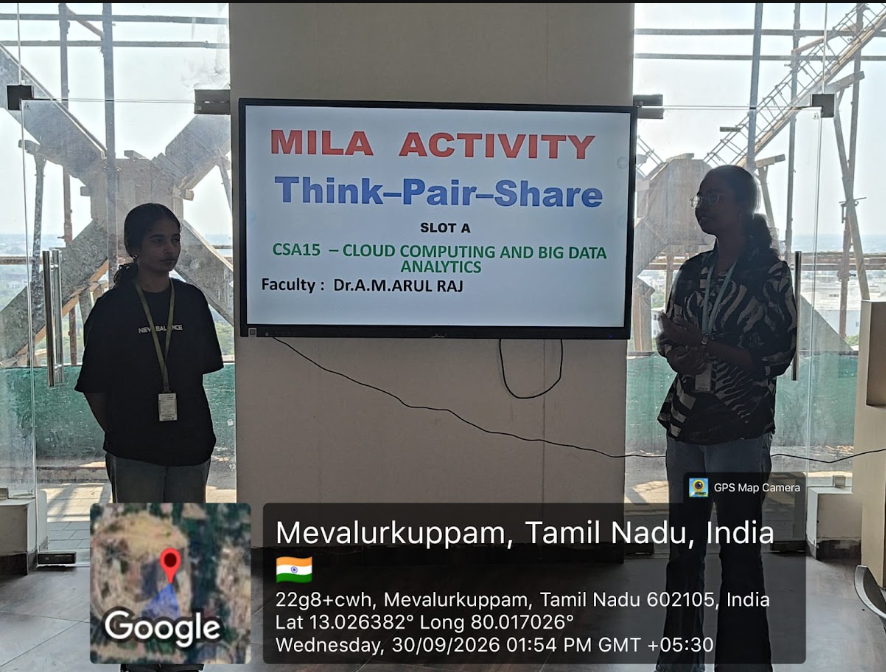 MILA ACTIVITY
Think–Pair–Share
SLOT A
CSA15 – CLOUD COMPUTING AND BIG DATA
ANALYTICS
Faculty : Dr.A.M.ARUL RAJ
NEW BALANCE
GPS Map Camera
Mevalurkuppam, Tamil Nadu, India
22g8+cwh, Mevalurkuppam, Tamil Nadu 602105, India
Lat 13.026382° Long 80.017026°
Wednesday, 30/09/2026 01:54 PM GMT +05:30
Google